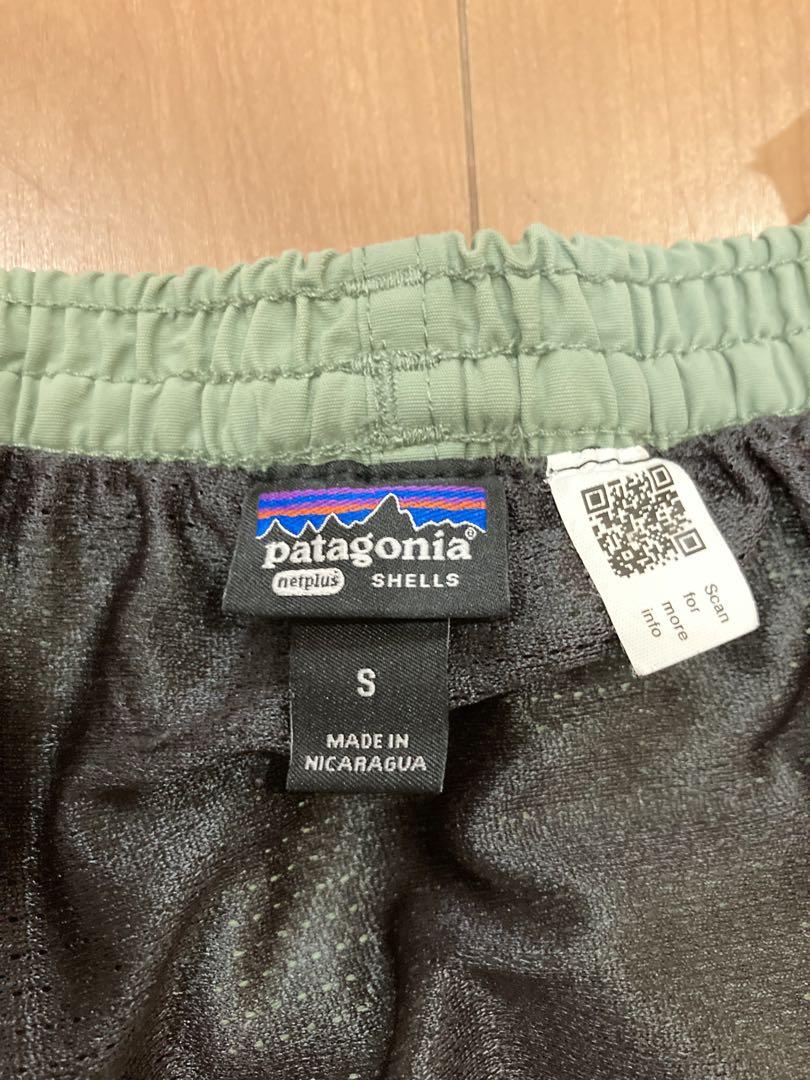 patagonia®
netplus® SHELLS
S
MADE IN
NICARAGUA
Scan
for
more
info